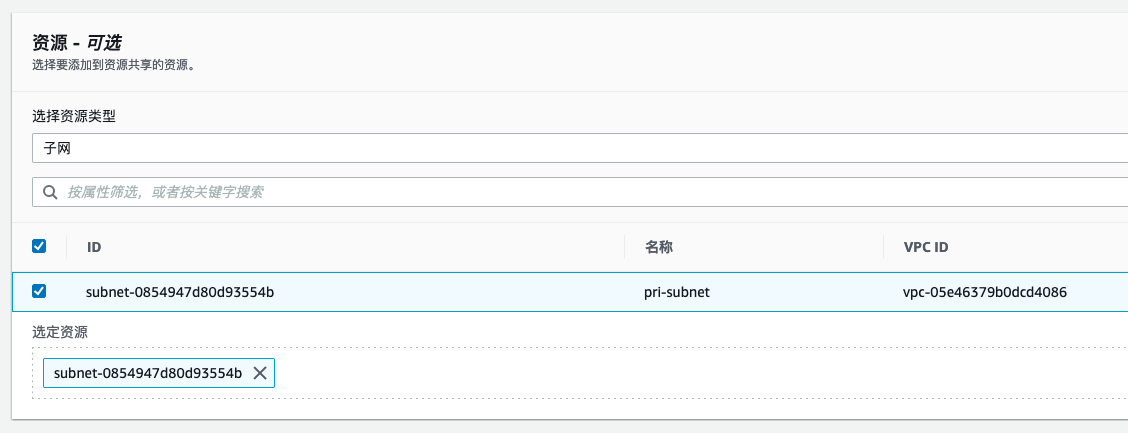 资源 - 可选
选择要添加到资源共享的资源。
选择资源类型
子网
按属性筛选，或者按关键字搜索
ID 名称 VPC ID
subnet-0854947d80d93554b pri-subnet vpc-05e46379b0dcd4086
选定资源
subnet-0854947d80d93554b